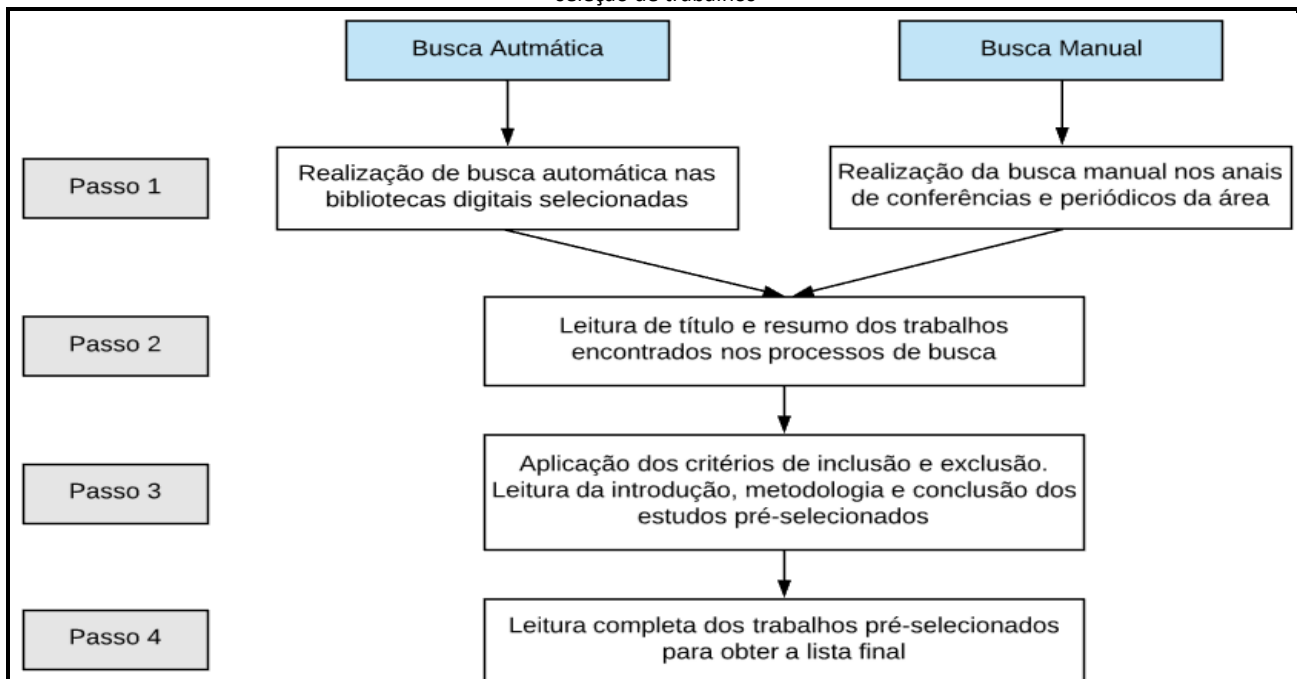 seleção de trabalhos
Busca Autmática
Busca Manual
Passo 1
Realização de busca automática nas
bibliotecas digitais selecionadas
Realização da busca manual nos anais
de conferências e periódicos da área
Passo 2
Leitura de título e resumo dos trabalhos
encontrados nos processos de busca
Passo 3
Aplicação dos critérios de inclusão e exclusão.
Leitura da introdução, metodologia e conclusão dos
estudos pré-selecionados
Passo 4
Leitura completa dos trabalhos pré-selecionados
para obter a lista final